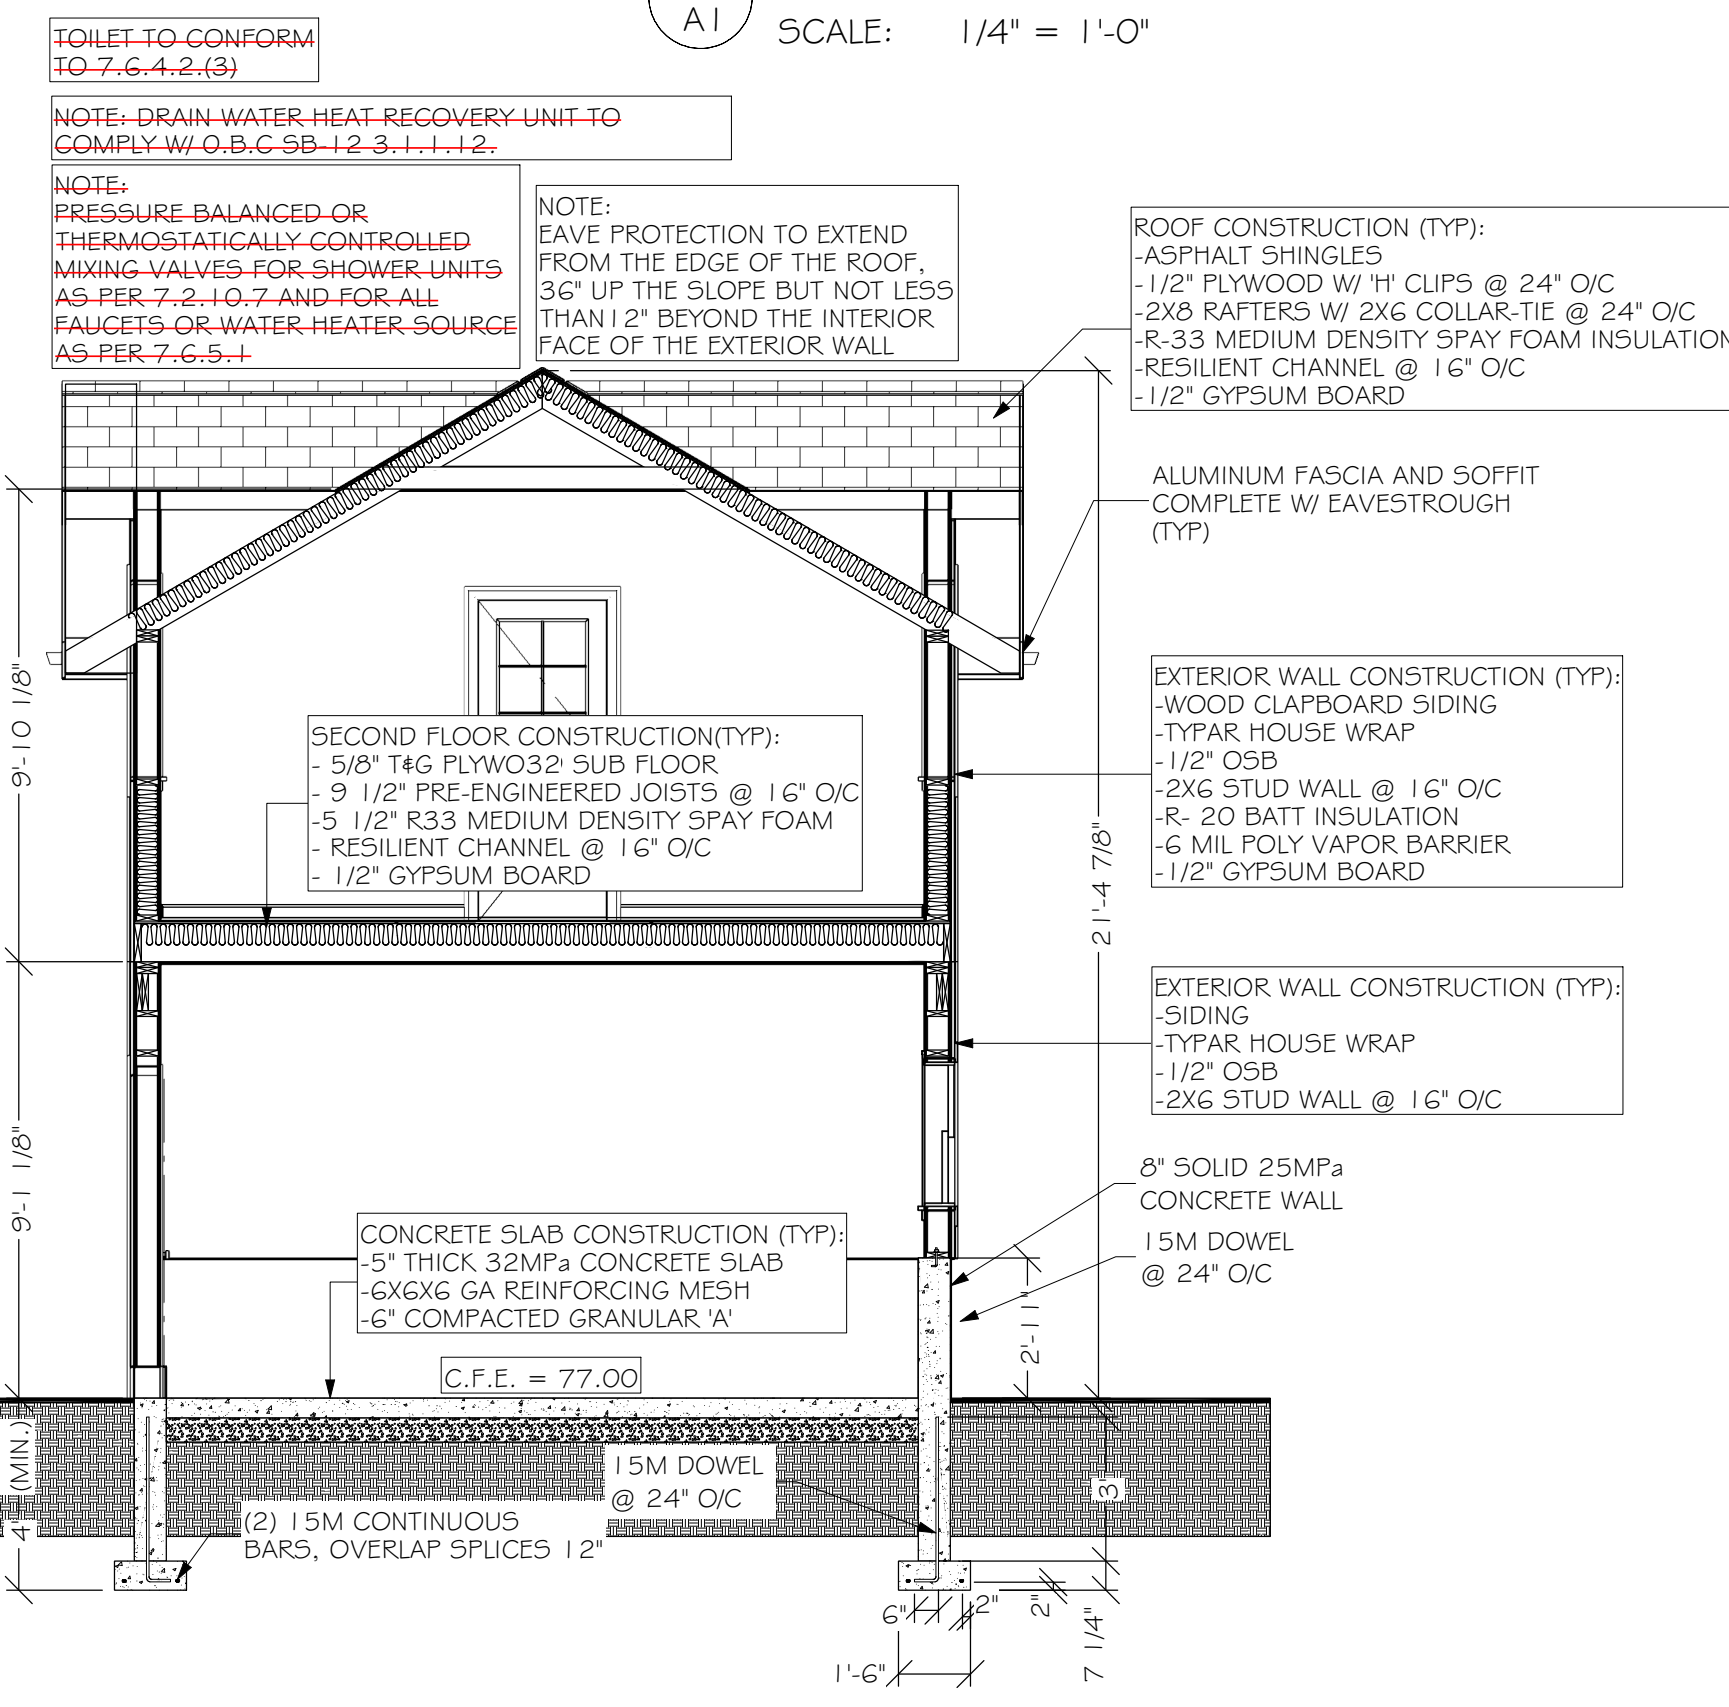 A1
SCALE: 1/4" = 1'-0"
TOILET TO CONFORM
TO 7.6.4.2.(3)
NOTE: DRAIN WATER HEAT RECOVERY UNIT TO
COMPLY W/ O.B.C SB-12 3.1.1.12.
NOTE:
PRESSURE BALANCED OR
THERMOSTATICALLY CONTROLLED
MIXING VALVES FOR SHOWER UNITS
AS PER 7.2.10.7 AND FOR ALL
FAUCETS OR WATER HEATER SOURCE
AS PER 7.6.5.1
NOTE:
EAVE PROTECTION TO EXTEND
FROM THE EDGE OF THE ROOF,
36" UP THE SLOPE BUT NOT LESS
THAN12" BEYOND THE INTERIOR
FACE OF THE EXTERIOR WALL
ROOF CONSTRUCTION (TYP):
-ASPHALT SHINGLES
-1/2" PLYWOOD W/ 'H' CLIPS @ 24" O/C
-2X8 RAFTERS W/ 2X6 COLLAR-TIE @ 24" O/C
-R-33 MEDIUM DENSITY SPAY FOAM INSULATION
-RESILIENT CHANNEL @ 16" O/C
-1/2" GYPSUM BOARD
ALUMINUM FASCIA AND SOFFIT
COMPLETE W/ EAVESTROUGH
(TYP)
9'-10 1/8"
SECOND FLOOR CONSTRUCTION(TYP):
- 5/8" T&G PLYWO32' SUB FLOOR
- 9 1/2" PRE-ENGINEERED JOISTS @ 16" O/C
-5 1/2" R33 MEDIUM DENSITY SPAY FOAM
- RESILIENT CHANNEL @ 16" O/C
- 1/2" GYPSUM BOARD
21'-4 7/8"
EXTERIOR WALL CONSTRUCTION (TYP):
-WOOD CLAPBOARD SIDING
-TYPAR HOUSE WRAP
-1/2" OSB
-2X6 STUD WALL @ 16" O/C
-R- 20 BATT INSULATION
-6 MIL POLY VAPOR BARRIER
-1/2" GYPSUM BOARD
EXTERIOR WALL CONSTRUCTION (TYP):
-SIDING
-TYPAR HOUSE WRAP
-1/2" OSB
-2X6 STUD WALL @ 16" O/C
9'-1 1/8"
8" SOLID 25MPa
CONCRETE WALL
15M DOWEL
@ 24" O/C
CONCRETE SLAB CONSTRUCTION (TYP):
-5" THICK 32MPa CONCRETE SLAB
-6X6X6 GA REINFORCING MESH
-6" COMPACTED GRANULAR 'A'
2'-11"
C.F.E. = 77.00
4' (MIN.)
15M DOWEL
@ 24" O/C
3'
(2) 15M CONTINUOUS
BARS, OVERLAP SPLICES 12"
6"
2"
2"
7 1/4"
1'-6"